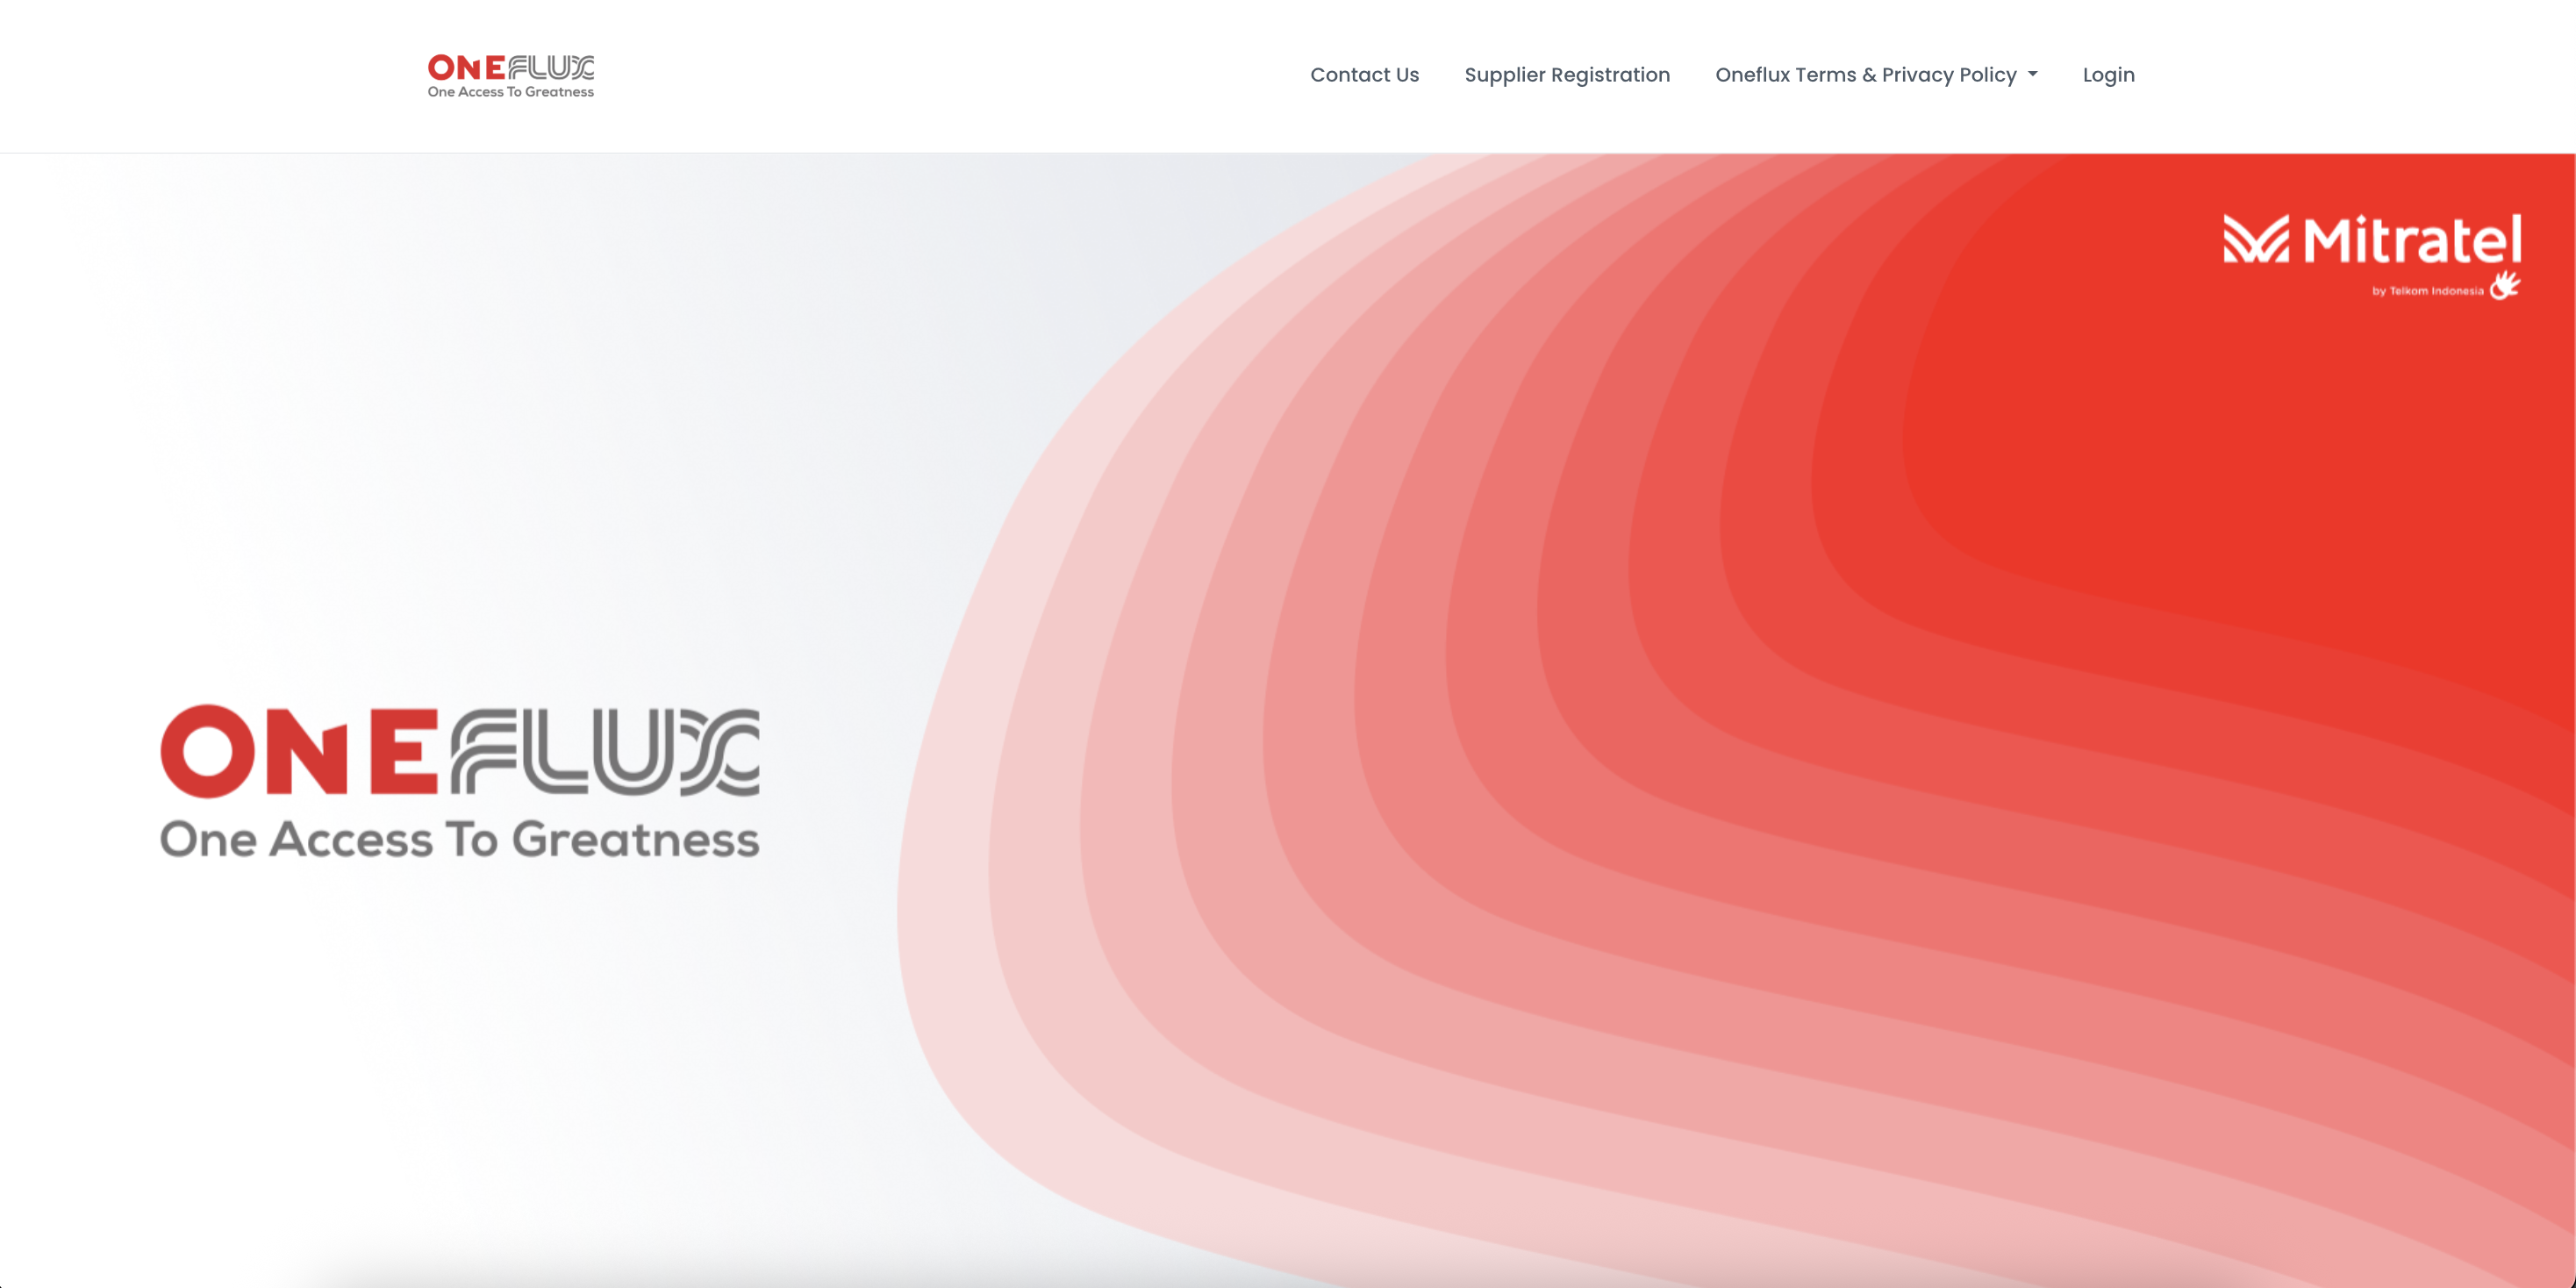 ONEFLUX
One Access To Greatness
Contact Us
Supplier Registration
Oneflux Terms & Privacy Policy
Login
Mitratel
by Telkom Indonesia
ONEFLUX
One Access To Greatness